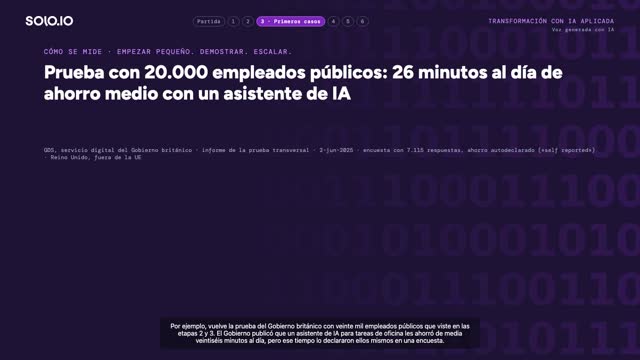 SOLO.IO
Partida 1 2 3 · Primeros casos 4 5 6
TRANSFORMACIÓN CON IA APLICADA
Voz generada con IA
CÓMO SE MIDE · EMPEZAR PEQUEÑO. DEMOSTRAR. ESCALAR.
Prueba con 20.000 empleados públicos: 26 minutos al día de
ahorro medio con un asistente de IA
GDS, servicio digital del Gobierno británico · informe de la prueba transversal · 2-jun-2025 · encuesta con 7.115 respuestas, ahorro autodeclarado («self reported»)
· Reino Unido, fuera de la UE
Por ejemplo, vuelve la prueba del Gobierno británico con veinte mil empleados públicos que viste en las
etapas 2 y 3. El Gobierno publicó que un asistente de IA para tareas de oficina les ahorró de media
veintiséis minutos al día, pero ese tiempo lo declararon ellos mismos en una encuesta.